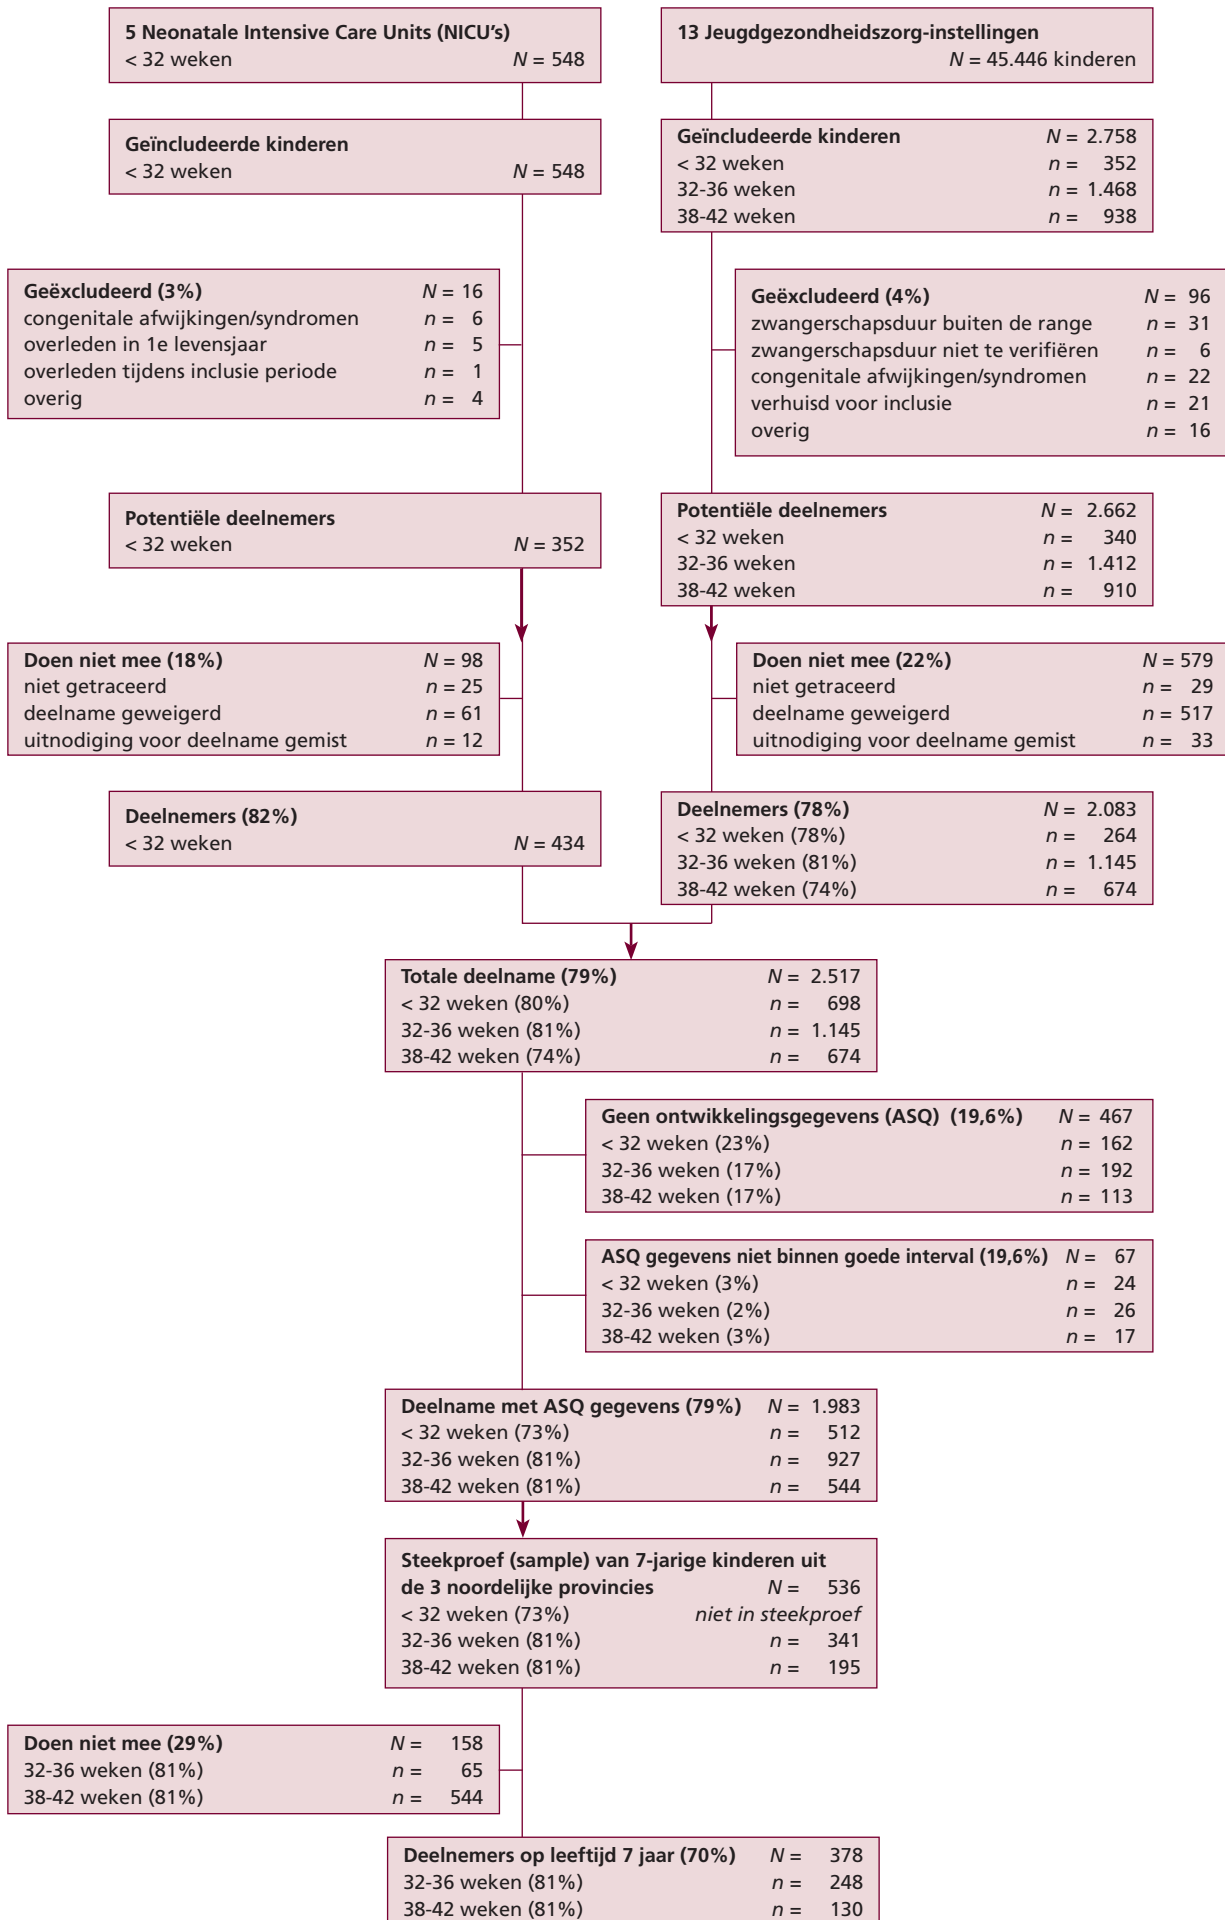 5 Neonatale Intensive Care Units (NICU's)
< 32 weken N = 548
13 Jeugdgezondheidszorg-instellingen
N = 45.446 kinderen
Geïncludeerde kinderen
< 32 weken N = 548
Geïncludeerde kinderen N = 2.758
< 32 weken n = 352
32-36 weken n = 1.468
38-42 weken n = 938
Geëxcludeerd (3%) N = 16
congenitale afwijkingen/syndromen n = 6
overleden in 1e levensjaar n = 5
overleden tijdens inclusie periode n = 1
overig n = 4
Geëxcludeerd (4%) N = 96
zwangerschapsduur buiten de range n = 31
zwangerschapsduur niet te verifiëren n = 6
congenitale afwijkingen/syndromen n = 22
verhuisd voor inclusie n = 21
overig n = 16
Potentiële deelnemers
< 32 weken N = 352
Potentiële deelnemers N = 2.662
< 32 weken n = 340
32-36 weken n = 1.412
38-42 weken n = 910
Doen niet mee (18%) N = 98
niet getraceerd n = 25
deelname geweigerd n = 61
uitnodiging voor deelname gemist n = 12
Doen niet mee (22%) N = 579
niet getraceerd n = 29
deelname geweigerd n = 517
uitnodiging voor deelname gemist n = 33
Deelnemers (82%)
< 32 weken N = 434
Deelnemers (78%) N = 2.083
< 32 weken (78%) n = 264
32-36 weken (81%) n = 1.145
38-42 weken (74%) n = 674
Totale deelname (79%) N = 2.517
< 32 weken (80%) n = 698
32-36 weken (81%) n = 1.145
38-42 weken (74%) n = 674
Geen ontwikkelingsgegevens (ASQ) (19,6%) N = 467
< 32 weken (23%) n = 162
32-36 weken (17%) n = 192
38-42 weken (17%) n = 113
ASQ gegevens niet binnen goede interval (19,6%) N = 67
< 32 weken (3%) n = 24
32-36 weken (2%) n = 26
38-42 weken (3%) n = 17
Deelname met ASQ gegevens (79%) N = 1.983
< 32 weken (73%) n = 512
32-36 weken (81%) n = 927
38-42 weken (81%) n = 544
Steekproef (sample) van 7-jarige kinderen uit
de 3 noordelijke provincies N = 536
< 32 weken (73%) niet in steekproef
32-36 weken (81%) n = 341
38-42 weken (81%) n = 195
Doen niet mee (29%) N = 158
32-36 weken (81%) n = 65
38-42 weken (81%) n = 544
Deelnemers op leeftijd 7 jaar (70%) N = 378
32-36 weken (81%) n = 248
38-42 weken (81%) n = 130